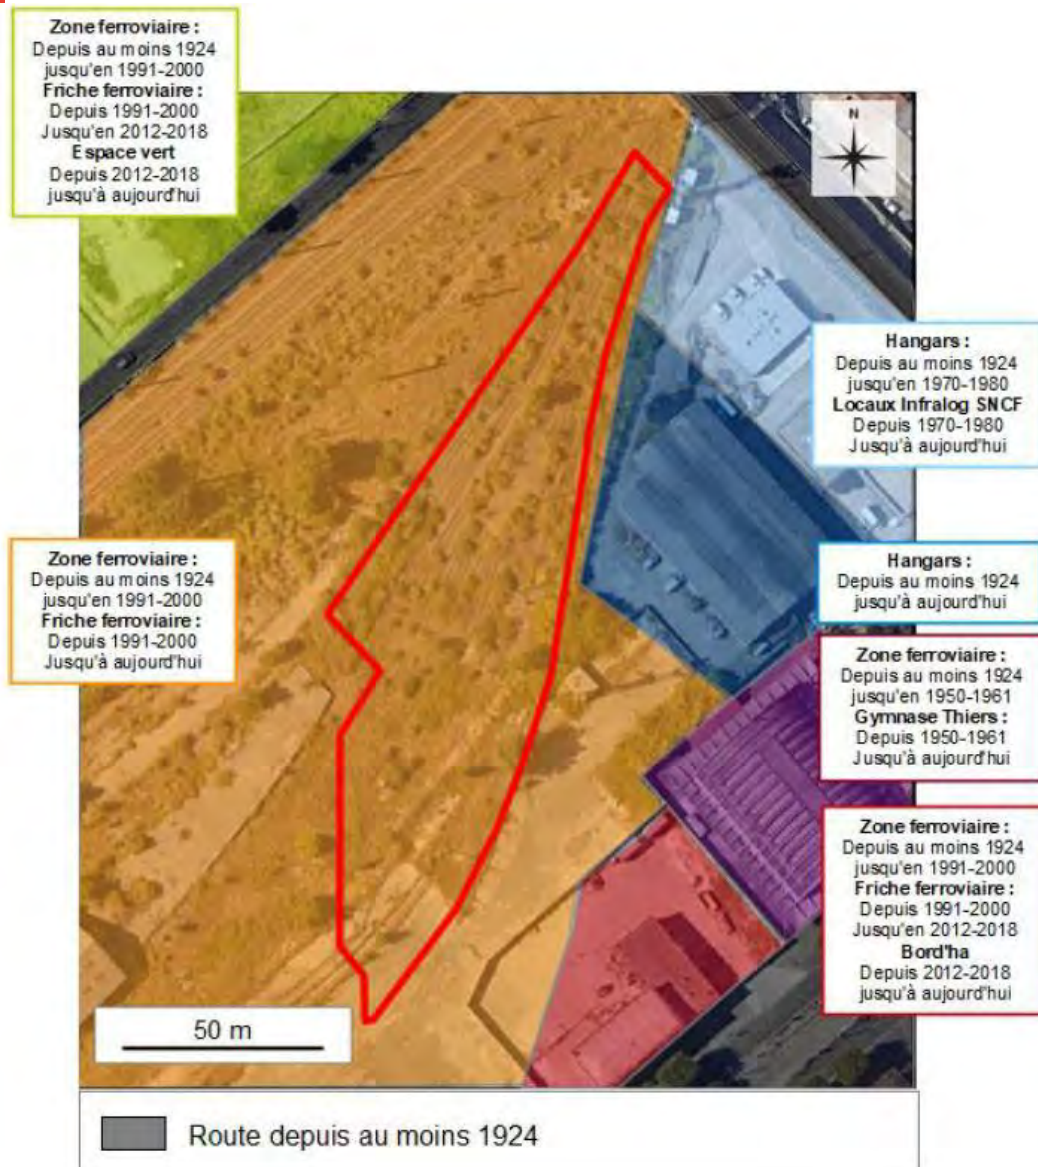 Zone ferroviaire :
Depuis au moins 1924
jusqu'en 1991-2000
Friche ferroviaire :
Depuis 1991-2000
Jusqu'en 2012-2018
Espace vert
Depuis 2012-2018
jusqu'à aujourd'hui
N
Hangars :
Depuis au moins 1924
jusqu'en 1970-1980
Locaux Infralog SNCF
Depuis 1970-1980
Jusqu'à aujourd'hui
Zone ferroviaire :
Depuis au moins 1924
jusqu'en 1991-2000
Friche ferroviaire :
Depuis 1991-2000
Jusqu'à aujourd'hui
Hangars :
Depuis au moins 1924
jusqu'à aujourd'hui
Zone ferroviaire :
Depuis au moins 1924
jusqu'en 1950-1961
Gymnase Thiers :
Depuis 1950-1961
Jusqu'à aujourd'hui
Zone ferroviaire :
Depuis au moins 1924
jusqu'en 1991-2000
Friche ferroviaire :
Depuis 1991-2000
Jusqu'en 2012-2018
Bord'ha
Depuis 2012-2018
jusqu'à aujourd'hui
50 m
Route depuis au moins 1924